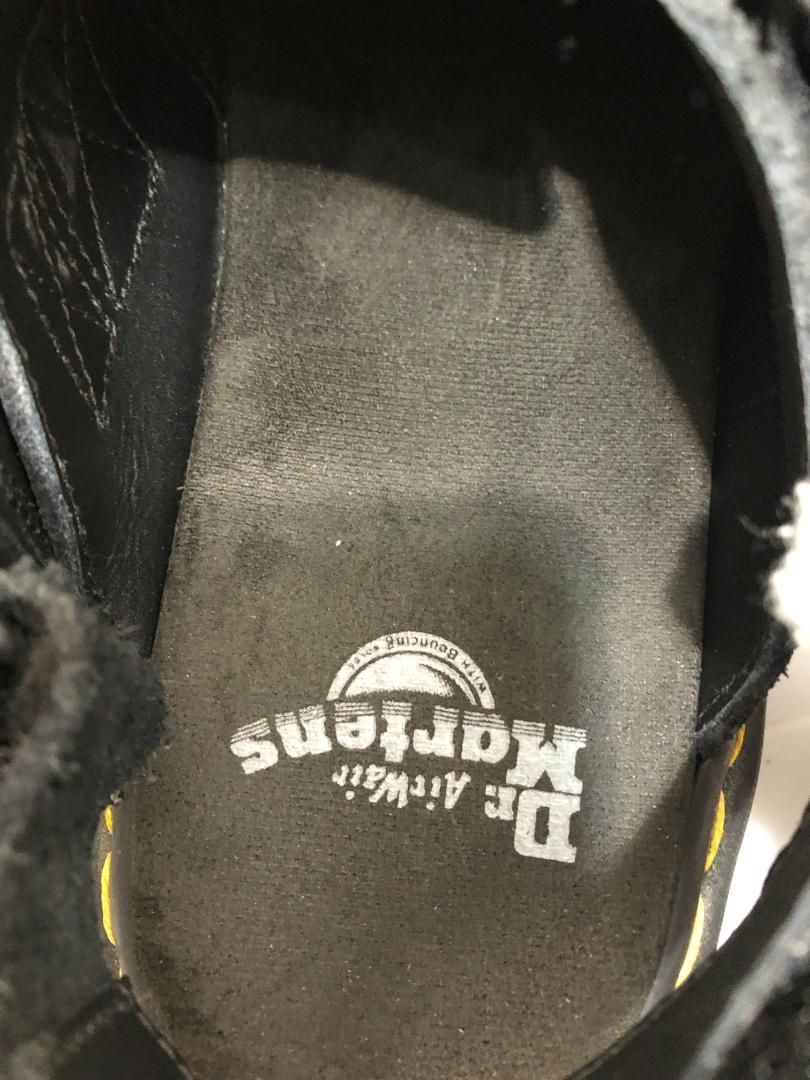 Dr.
AirWair
Martens
WITH Bouncing SOLES